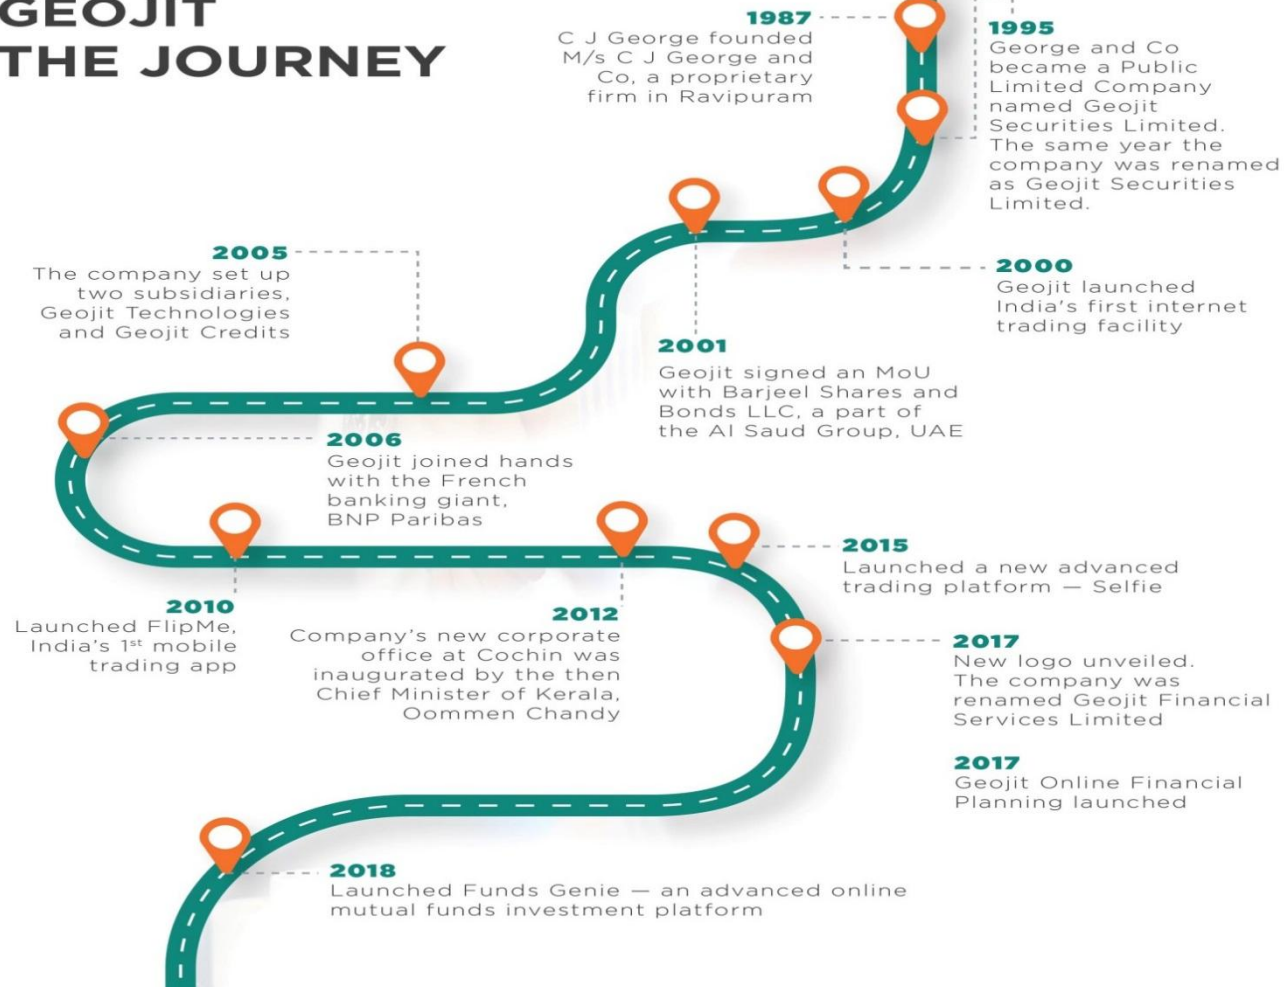 GEOJIT
THE JOURNEY
1987
C J George founded
M/s C J George and
Co, a proprietary
firm in Ravipuram
1995
George and Co
became a Public
Limited Company
named Geojit
Securities Limited.
The same year the
company was renamed
as Geojit Securities
Limited.
2000
Geojit launched
India's first internet
trading facility
2001
Geojit signed an MoU
with Barjeel Shares and
Bonds LLC, a part of
the Al Saud Group, UAE
2005
The company set up
two subsidiaries,
Geojit Technologies
and Geojit Credits
2006
Geojit joined hands
with the French
banking giant,
BNP Paribas
2010
Launched FlipMe,
India's 1st mobile
trading app
2012
Company's new corporate
office at Cochin was
inaugurated by the then
Chief Minister of Kerala,
Oommen Chandy
2015
Launched a new advanced
trading platform — Selfie
2017
New logo unveiled.
The company was
renamed Geojit Financial
Services Limited
2017
Geojit Online Financial
Planning launched
2018
Launched Funds Genie — an advanced online
mutual funds investment platform